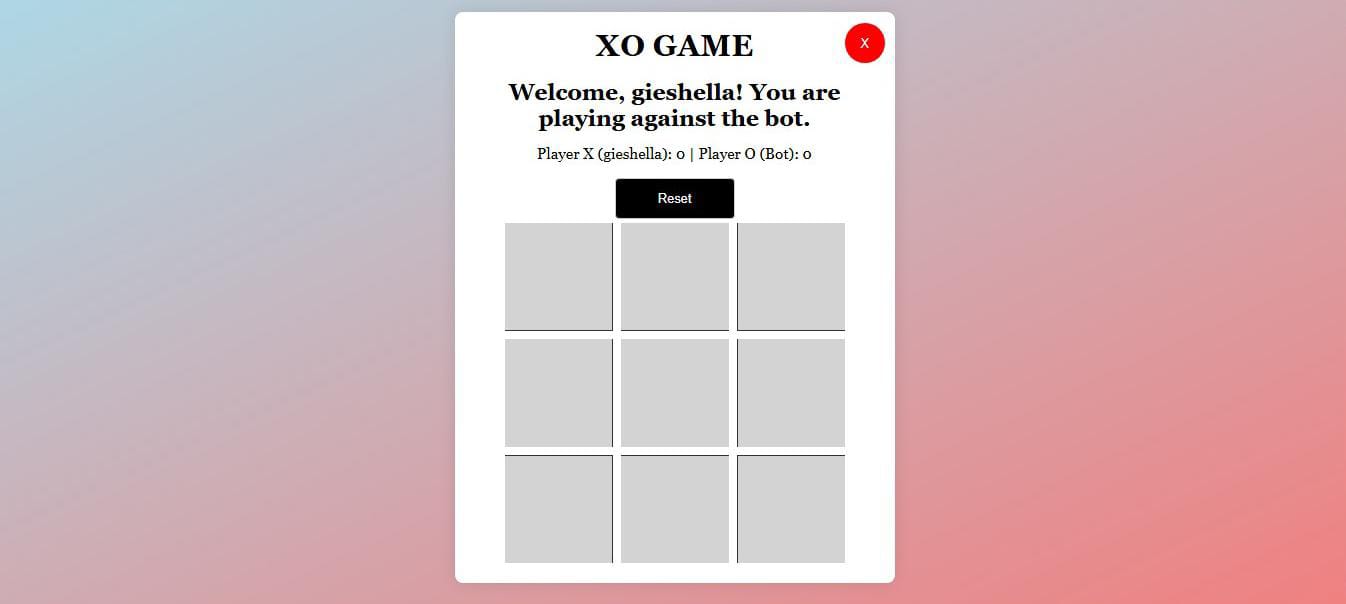 XO GAME
X
Welcome, gieshella! You are
playing against the bot.
Player X (gieshella): 0 | Player O (Bot): 0
Reset